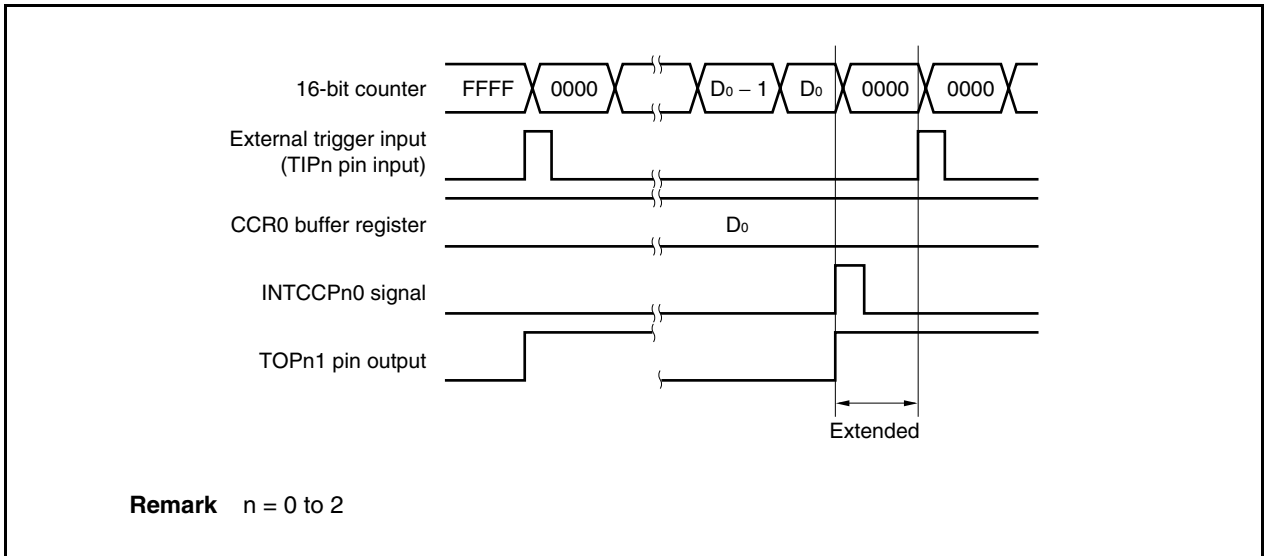 16-bit counter FFFF 0000 D0 − 1 D0 0000 0000
External trigger input
(TIPn pin input)
CCR0 buffer register D0
INTCCPn0 signal
TOPn1 pin output
Extended
Remark n = 0 to 2